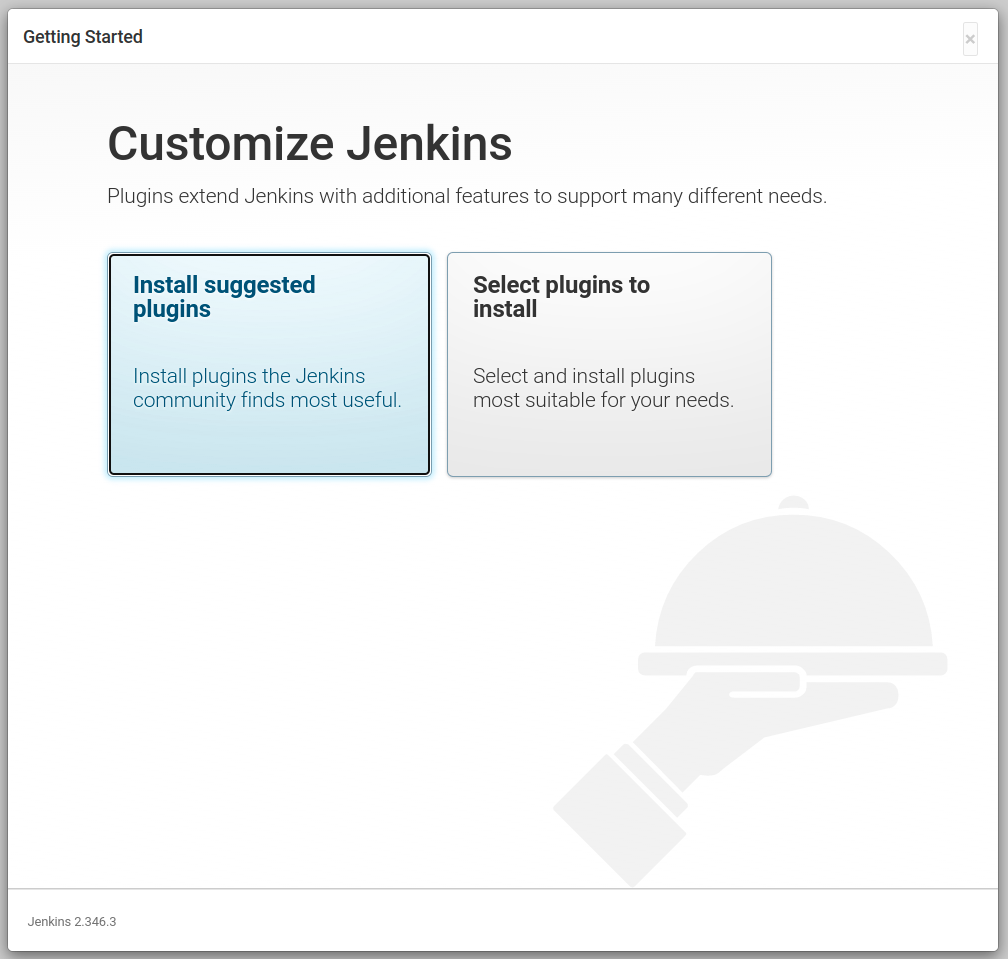 Getting Started
×
Customize Jenkins
Plugins extend Jenkins with additional features to support many different needs.
Install suggested
plugins
Install plugins the Jenkins
community finds most useful.
Select plugins to
install
Select and install plugins
most suitable for your needs.
Jenkins 2.346.3